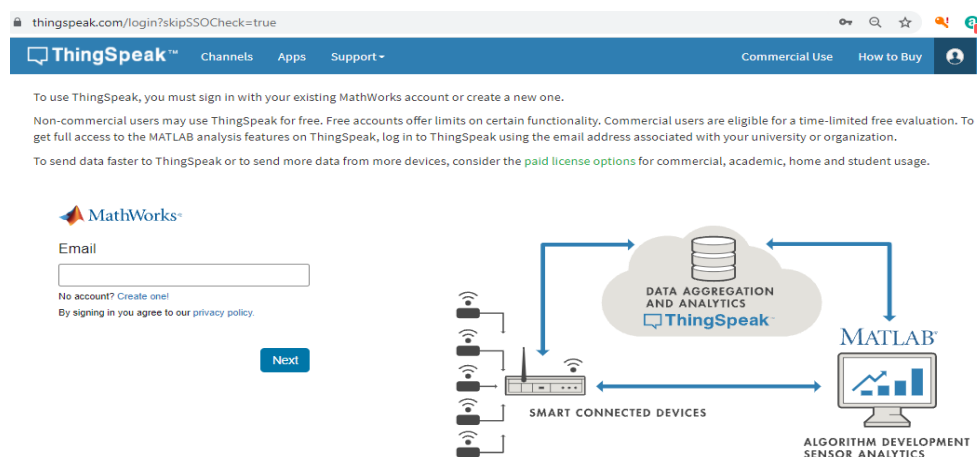 thingspeak.com/login?skipSSOCheck=true
ThingSpeak™ Channels Apps Support Commercial Use How to Buy
To use ThingSpeak, you must sign in with your existing MathWorks account or create a new one.
Non-commercial users may use ThingSpeak for free. Free accounts offer limits on certain functionality. Commercial users are eligible for a time-limited free evaluation. To
get full access to the MATLAB analysis features on ThingSpeak, log in to ThingSpeak using the email address associated with your university or organization.
To send data faster to ThingSpeak or to send more data from more devices, consider the paid license options for commercial, academic, home and student usage.
MathWorks®
Email
No account? Create one!
By signing in you agree to our privacy policy.
Next
DATA AGGREGATION
AND ANALYTICS
ThingSpeak™
MATLAB®
SMART CONNECTED DEVICES
ALGORITHM DEVELOPMENT
SENSOR ANALYTICS